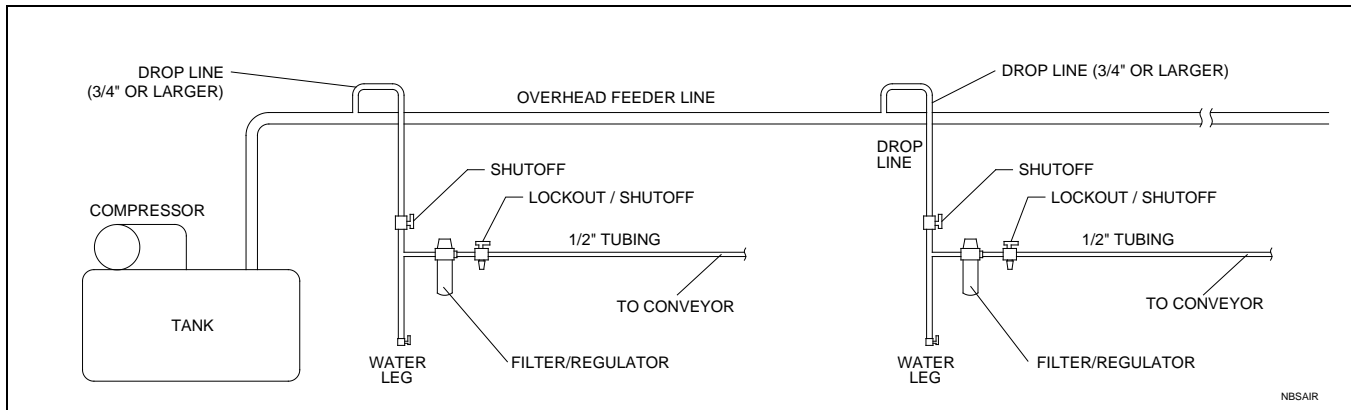 DROP LINE
(3/4" OR LARGER)
OVERHEAD FEEDER LINE
DROP LINE (3/4" OR LARGER)
DROP
LINE
COMPRESSOR
TANK
SHUTOFF
LOCKOUT / SHUTOFF
1/2" TUBING
TO CONVEYOR
WATER
LEG
FILTER/REGULATOR
SHUTOFF
LOCKOUT / SHUTOFF
1/2" TUBING
TO CONVEYOR
WATER
LEG
FILTER/REGULATOR
NBSAIR